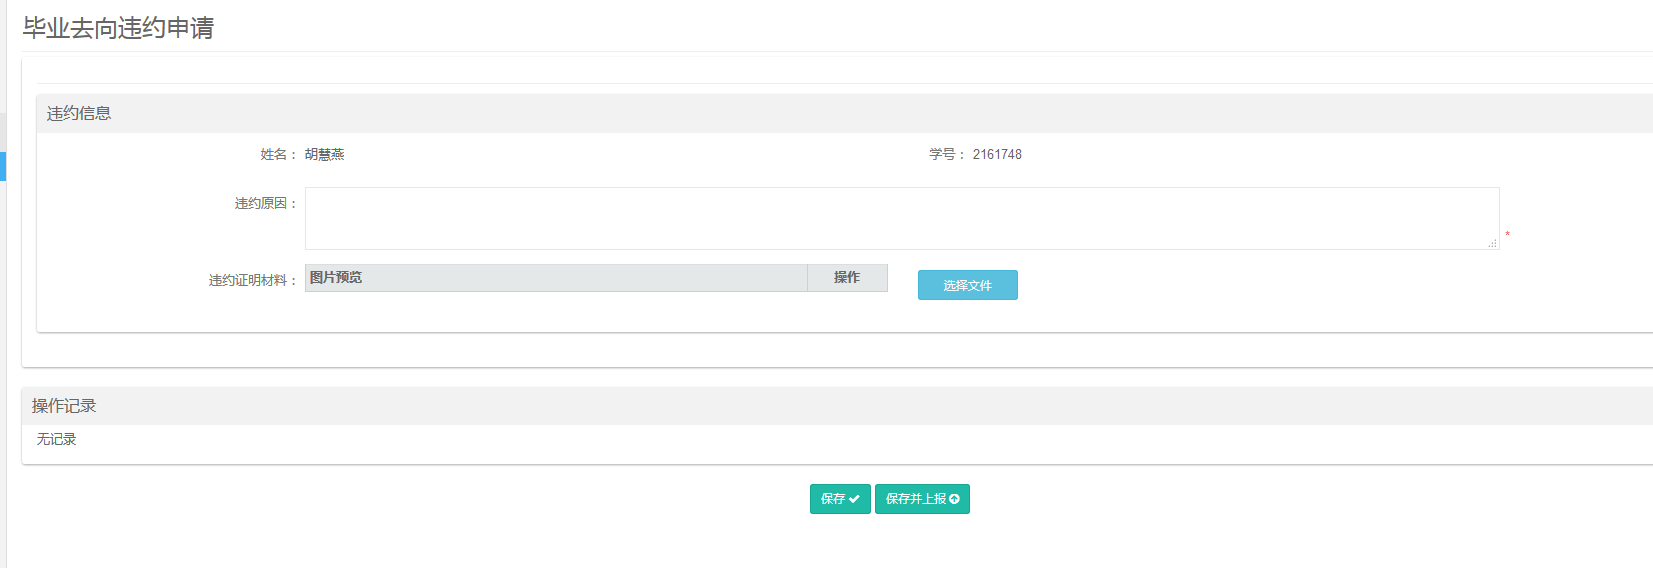 毕业去向违约申请
违约信息
姓名： 胡慧燕 学号： 2161748
违约原因：
*
违约证明材料： 图片预览 操作 选择文件
操作记录
无记录
保存 保存并上报